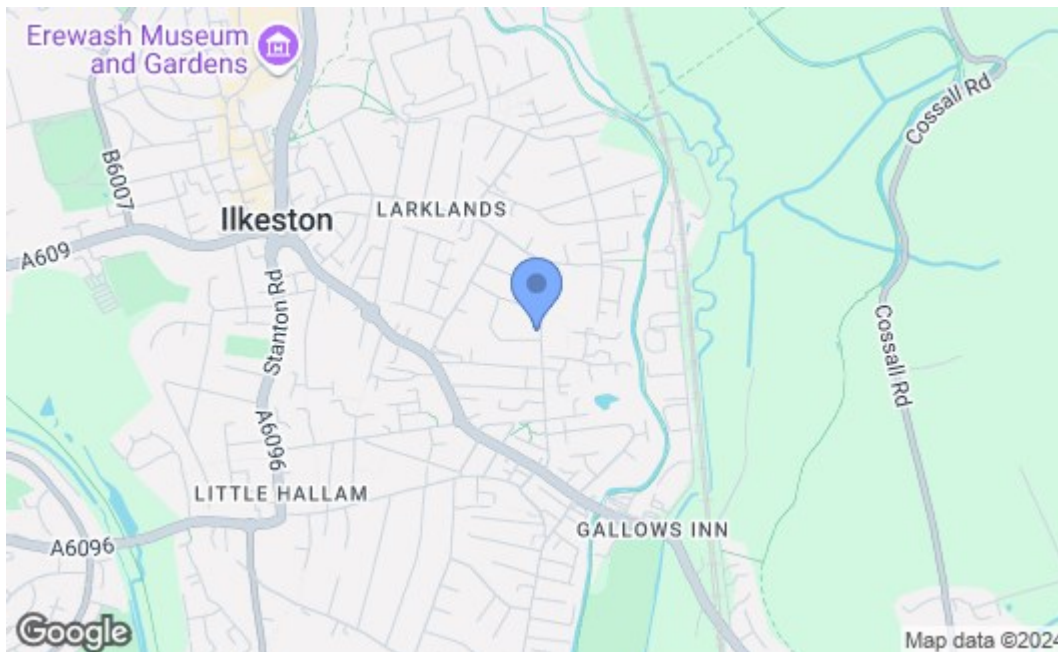 Erewash Museum
and Gardens
Cossall Rd
B6007
LARKLANDS
Ilkeston
A609
Stanton Rd
Cossall Rd
A6096
LITTLE HALLAM
GALLOWS INN
A6096
Google
Map data ©2024